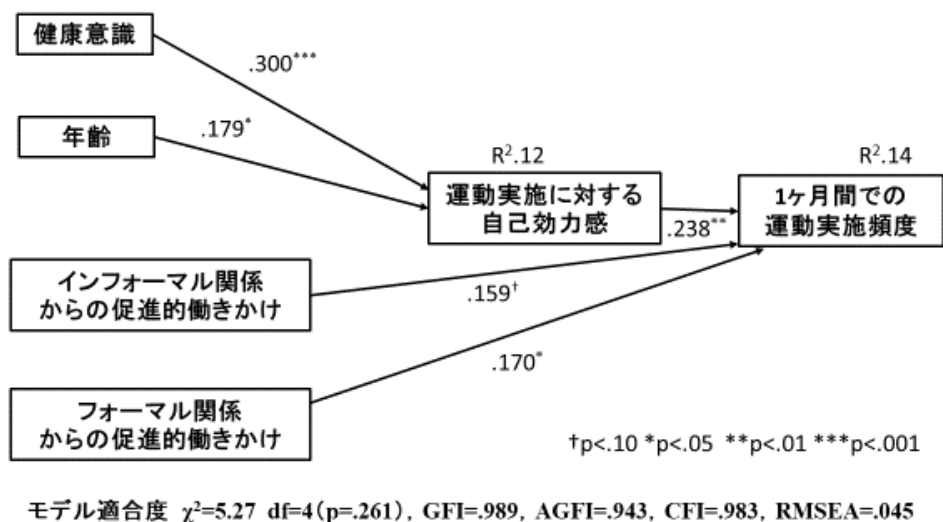 健康意識
.300***
年齢
.179*
R².12
R².14
運動実施に対する
自己効力感
1ヶ月間での
運動実施頻度
.238**
インフォーマル関係
からの促進的働きかけ
.159†
.170*
フォーマル関係
からの促進的働きかけ
†p<.10 *p<.05 **p<.01 ***p<.001
モデル適合度 χ²=5.27 df=4(p=.261), GFI=.989, AGFI=.943, CFI=.983, RMSEA=.045